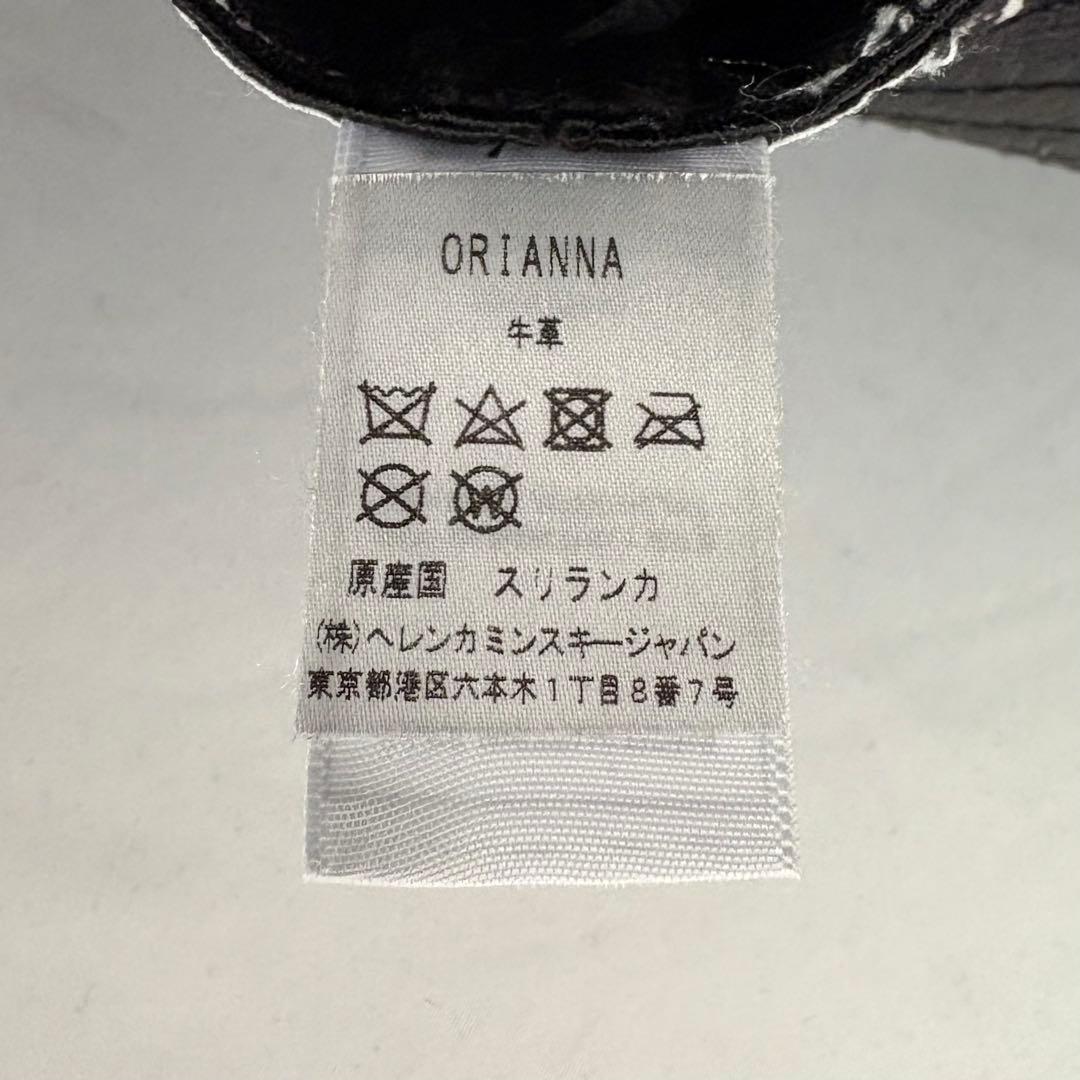 ORIANNA
牛革
原産国 スリランカ
(株)ヘレンカミンスキージャパン
東京都港区六本木1丁目8番7号